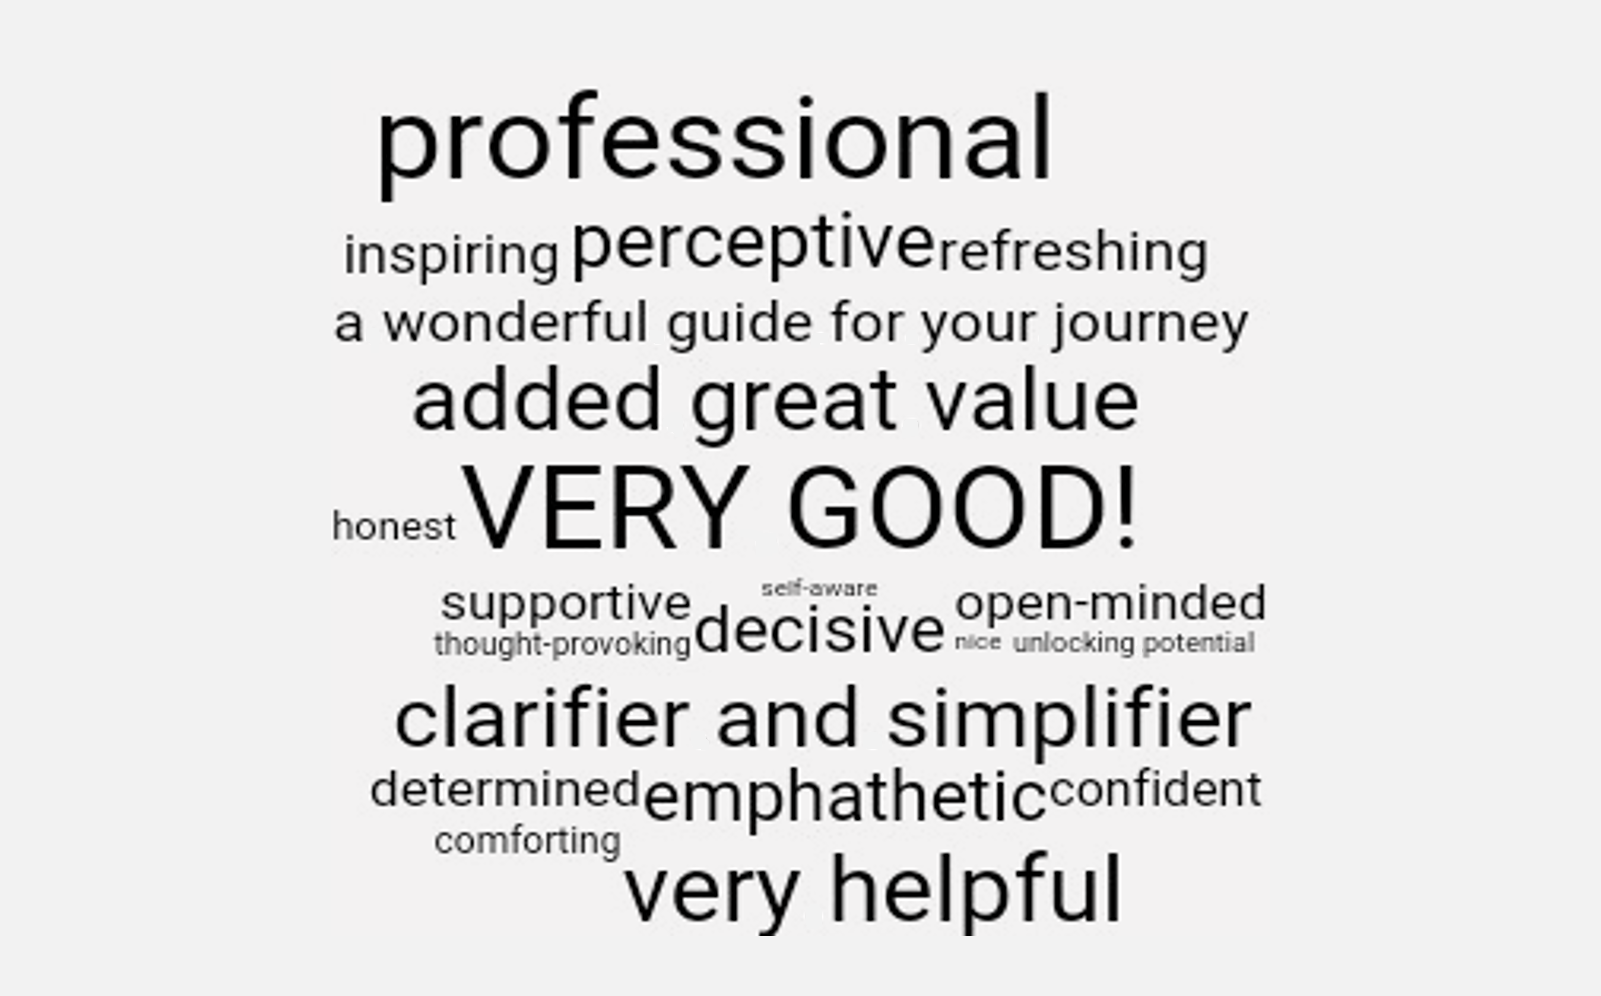 professional
inspiring perceptive refreshing
a wonderful guide for your journey
added great value
honest VERY GOOD!
self-aware
supportive decisive open-minded
thought-provoking nice unlocking potential
clarifier and simplifier
determined emphathetic confident
comforting
very helpful